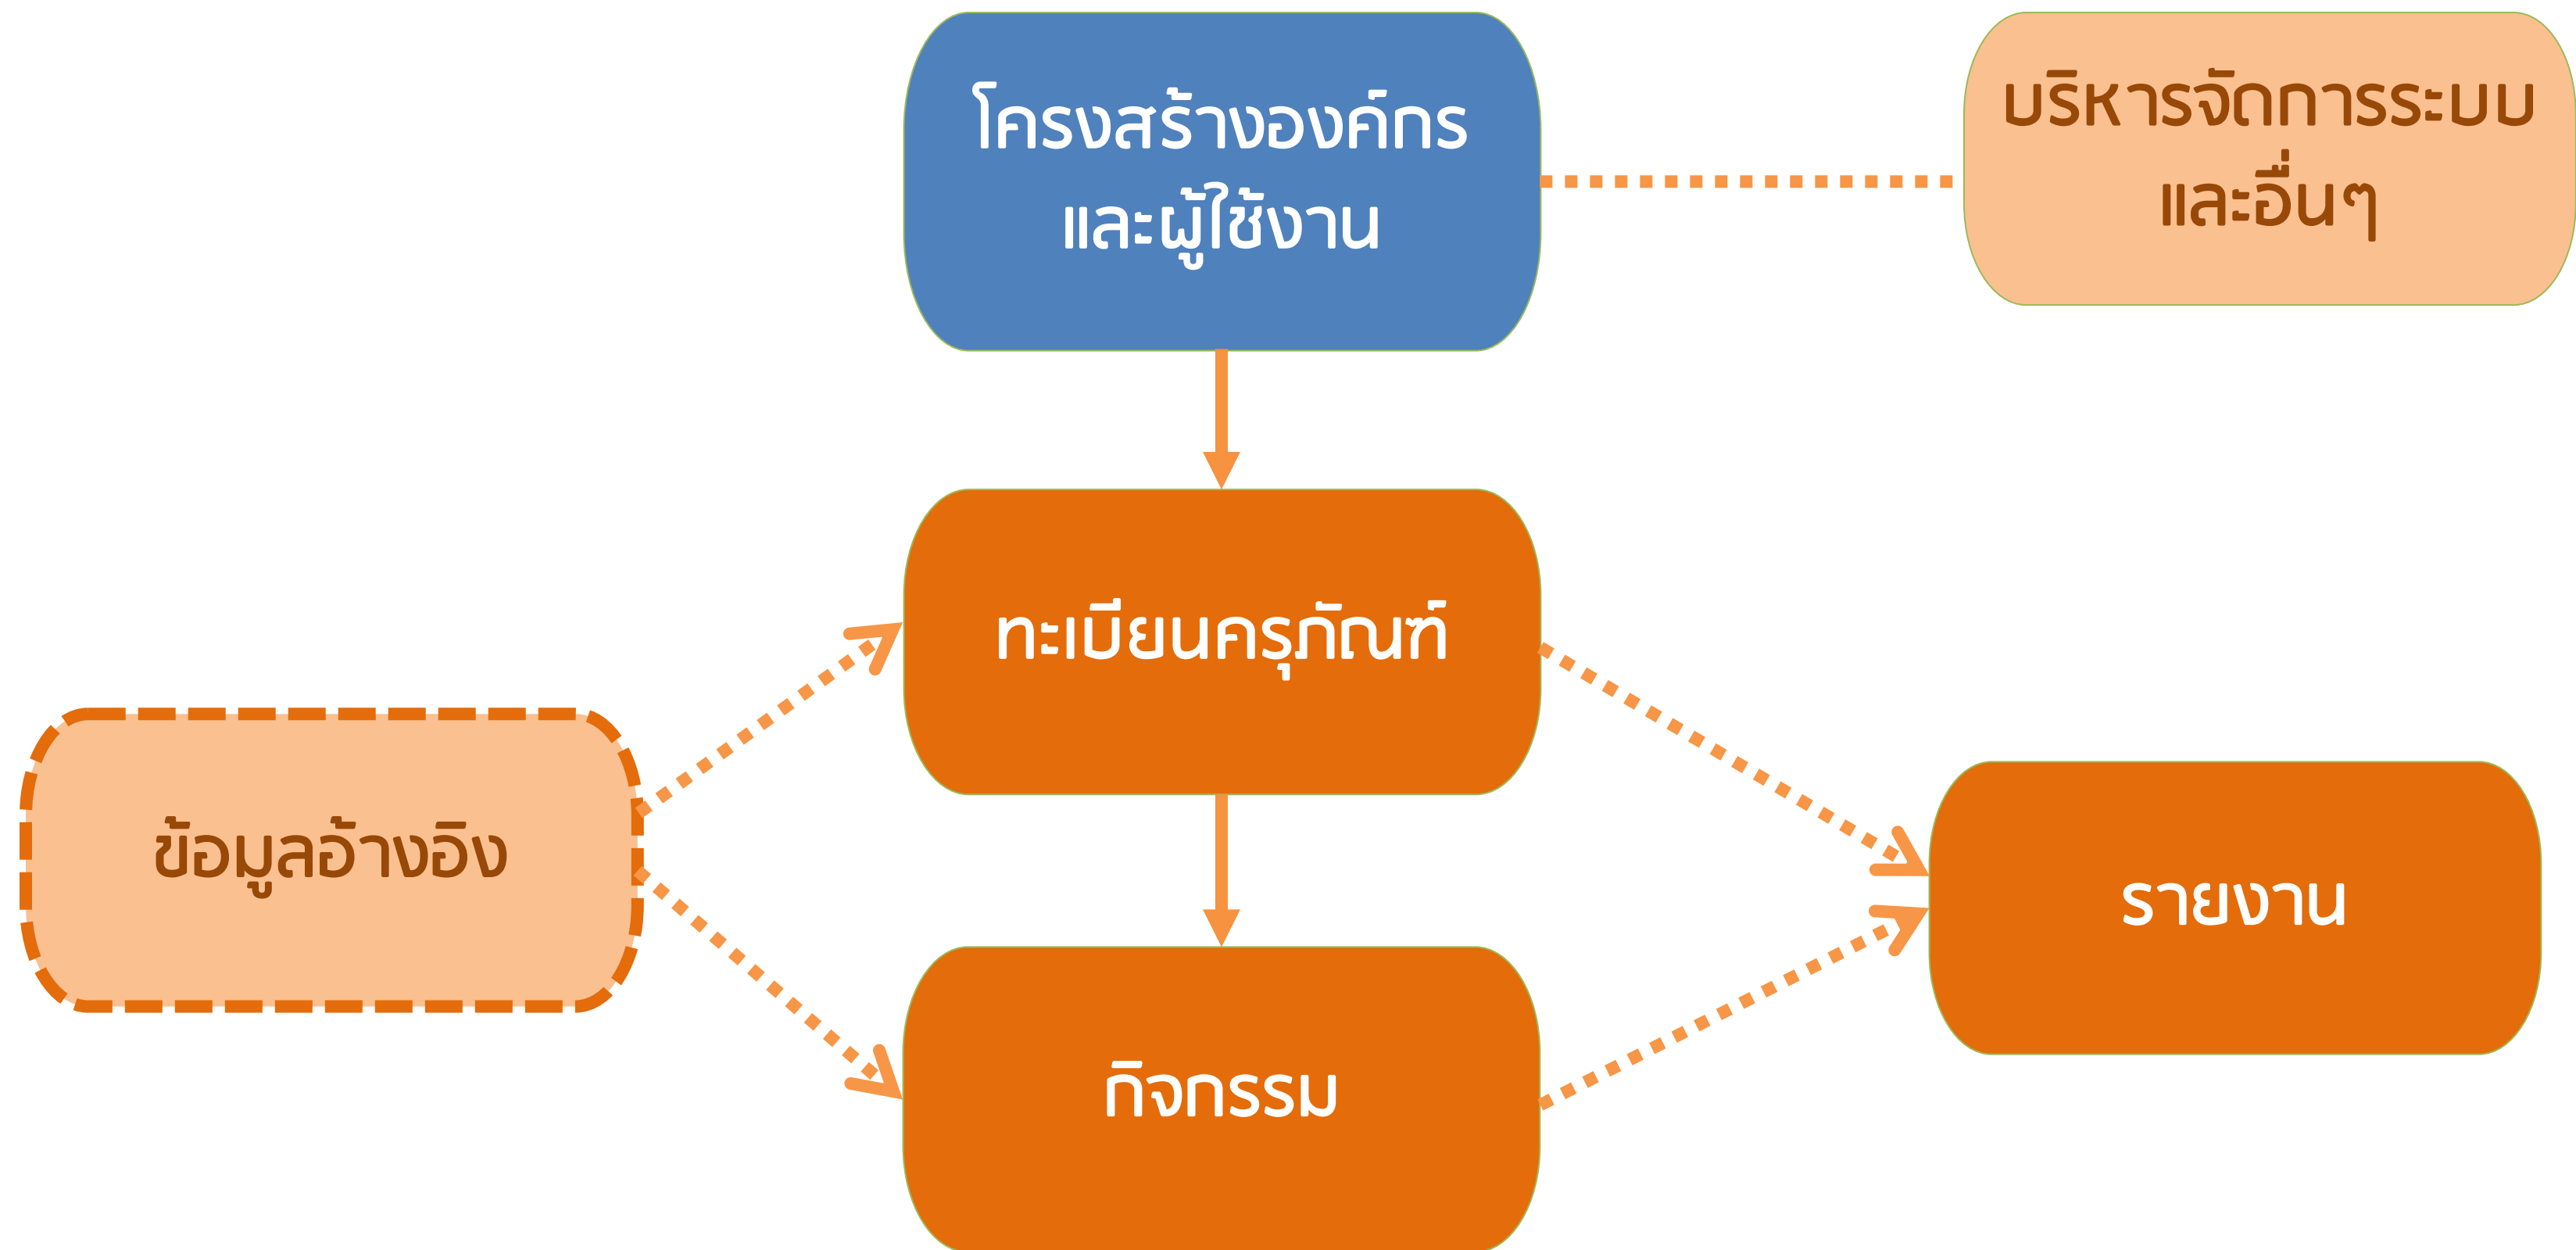 โครงสร้างองค์กร
และผู้ใช้งาน
บริหารจัดการระบบ
และอื่นๆ
ทะเบียนครุภัณฑ์
ข้อมูลอ้างอิง
รายงาน
กิจกรรม